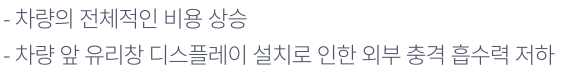 - 차량의 전체적인 비용 상승
- 차량 앞 유리창 디스플레이 설치로 인한 외부 충격 흡수력 저하